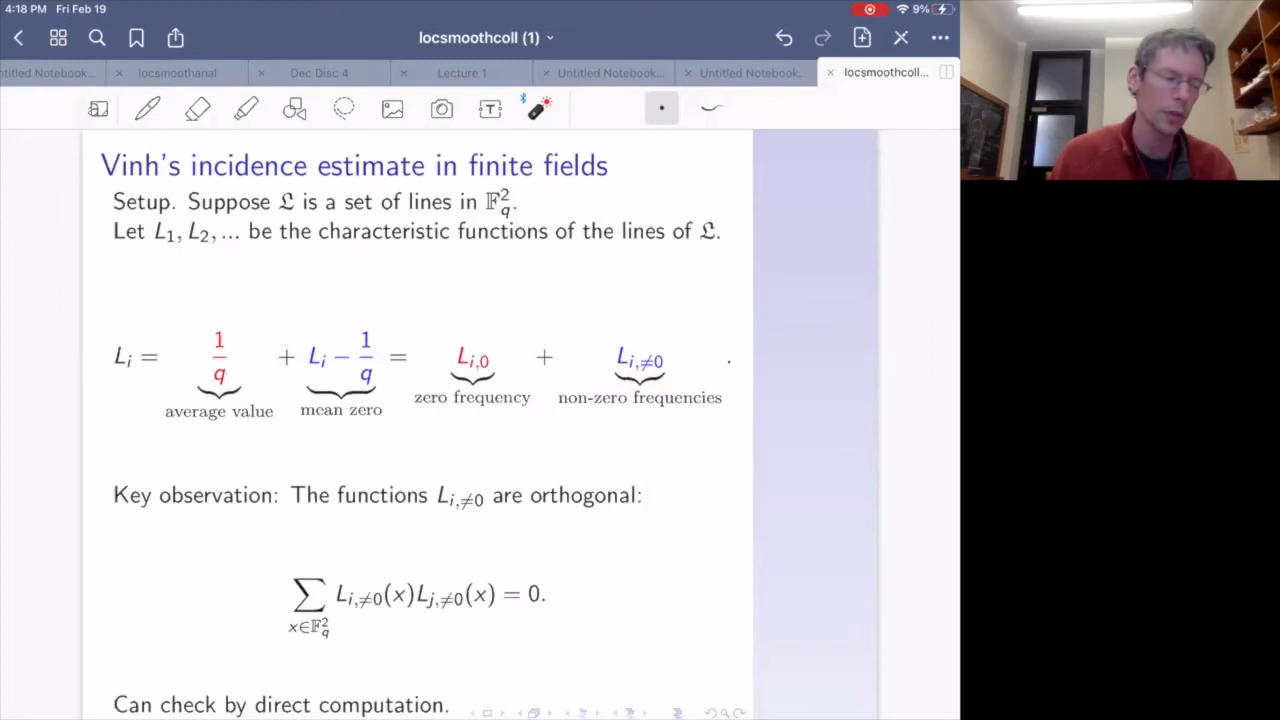 4:18 PM Fri Feb 19
9%
locsmoothcoll (1)
ntitled Notebook...
locsmoothanal
Dec Disc 4
Lecture 1
Untitled Notebook...
Untitled Notebook...
locsmoothcoll...
Vinh's incidence estimate in finite fields
Setup. Suppose 𝔏 is a set of lines in 𝔽_q^2.
Let L_1, L_2, ... be the characteristic functions of the lines of 𝔏.
L_i = 1/q + L_i − 1/q = L_{i,0} + L_{i,≠0} .
average value mean zero zero frequency non-zero frequencies
Key observation: The functions L_{i,≠0} are orthogonal:
∑_{x∈𝔽_q^2} L_{i,≠0}(x)L_{j,≠0}(x) = 0.
Can check by direct computation.